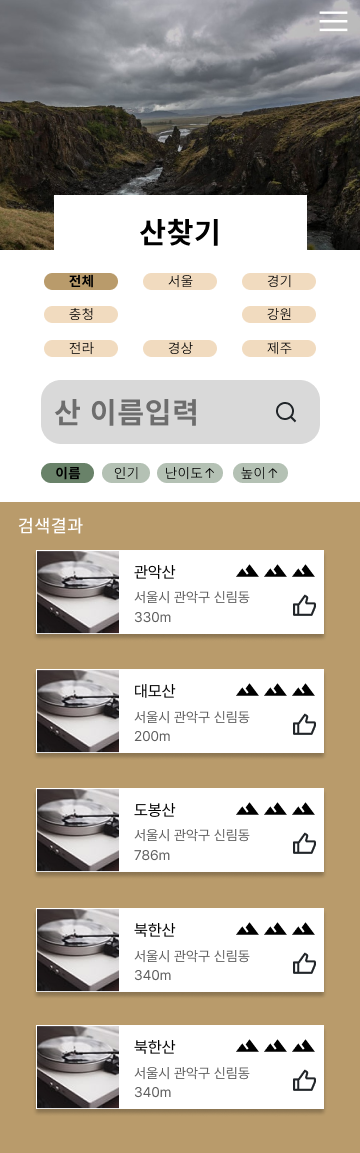 산찾기
전체 서울 경기
충청 강원
전라 경상 제주
산 이름입력
이름 인기 난이도↑ 높이↑
검색결과
관악산
서울시 관악구 신림동
330m
대모산
서울시 관악구 신림동
200m
도봉산
서울시 관악구 신림동
786m
북한산
서울시 관악구 신림동
340m
북한산
서울시 관악구 신림동
340m